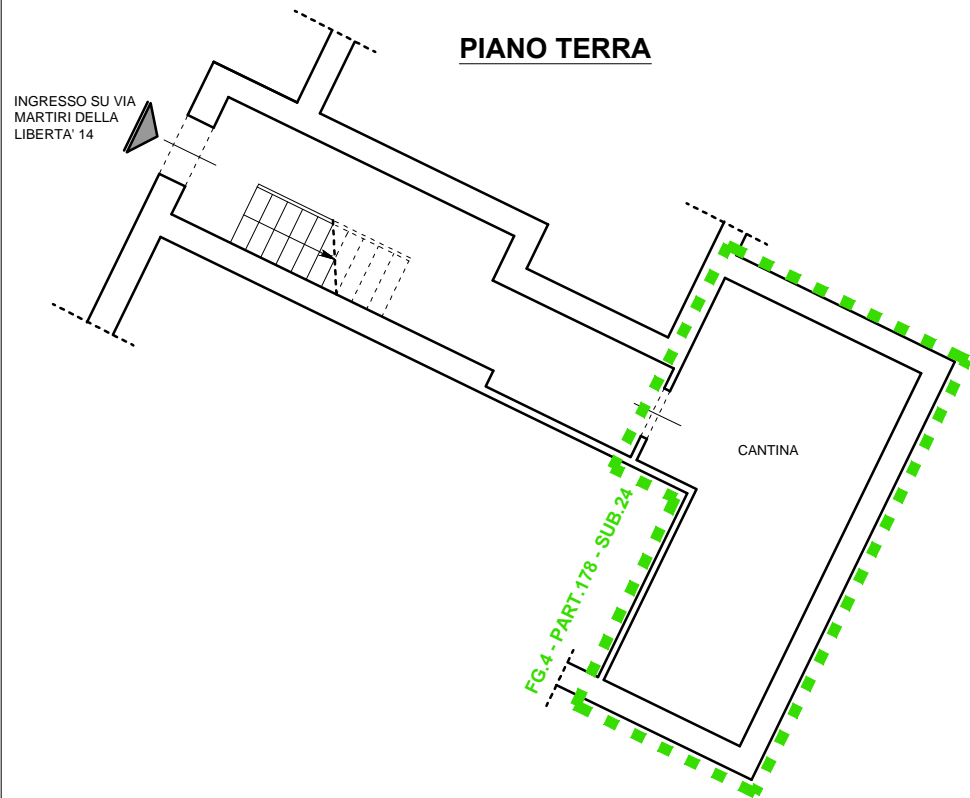 PIANO TERRA
INGRESSO SU VIA
MARTIRI DELLA
LIBERTA' 14
CANTINA
FG.4 - PART.178 - SUB.24